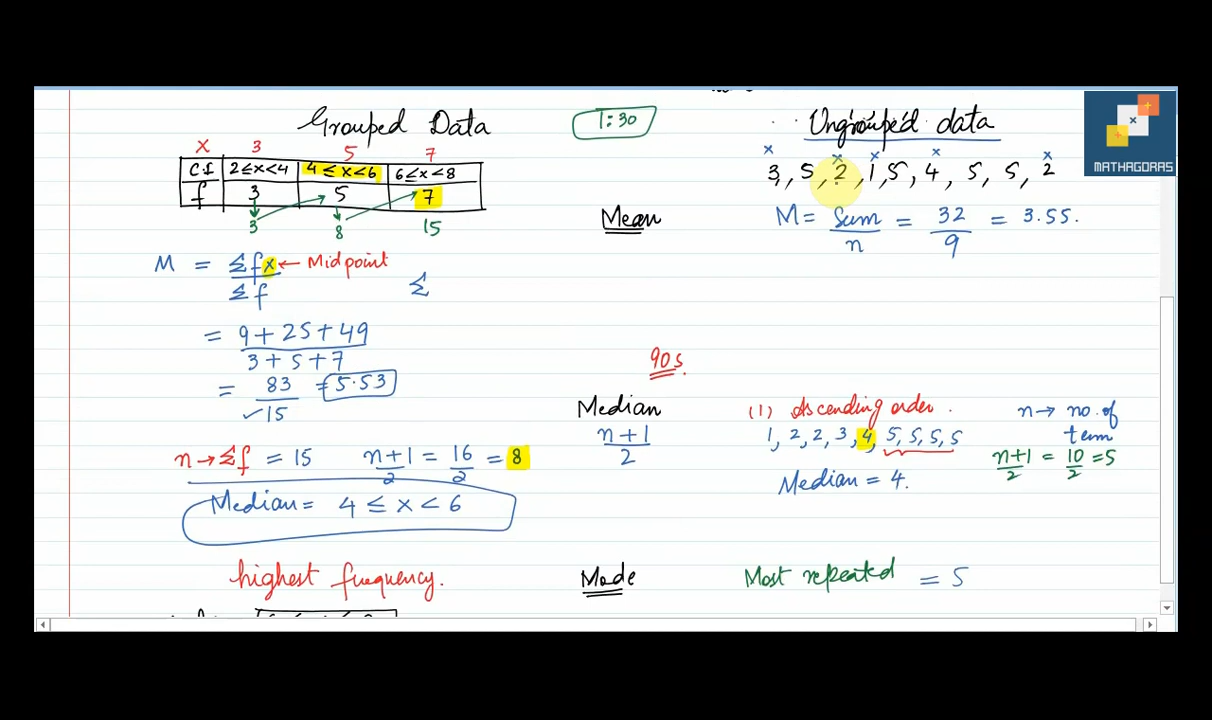 Grouped Data
1:30
Ungrouped data
MATHAGORAS
X 3 5 7
C.I 2≤x<4 4≤x<6 6≤x<8
f 3 5 7
3 8 15
3, 5, 2, 1, 5, 4, 5, 5, 2
Mean
M = Sum / n = 32 / 9 = 3.55.
M = Σfx / Σf ← Midpoint
Σ
= 9+25+49 / 3+5+7
= 83 / 15 = 5.53
90s.
Median
n+1 / 2
(1) Ascending order.
1, 2, 2, 3, 4, 5, 5, 5, 5
Median = 4.
n → no. of
term
n+1 / 2 = 10 / 2 = 5
n → Σf = 15 n+1 / 2 = 16 / 2 = 8
Median = 4 ≤ x < 6
highest frequency.
Mode
Most repeated = 5